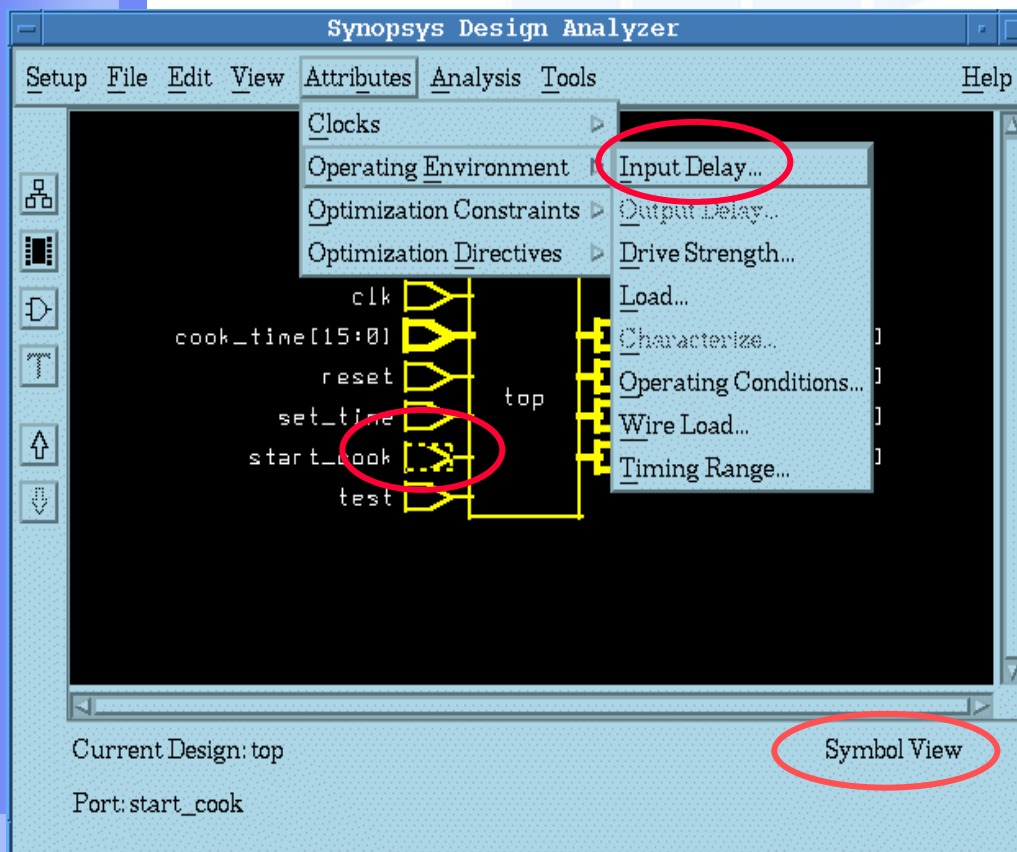 Synopsys Design Analyzer
Setup File Edit View Attributes Analysis Tools Help
Clocks
Operating Environment
Optimization Constraints
Optimization Directives
Input Delay...
Output Delay...
Drive Strength...
Load...
Characterize...
Operating Conditions...
Wire Load...
Timing Range...
clk
cook_time[15:0]
reset
set_time
start_cook
test
top
]
]
]
]
Current Design: top
Symbol View
Port: start_cook